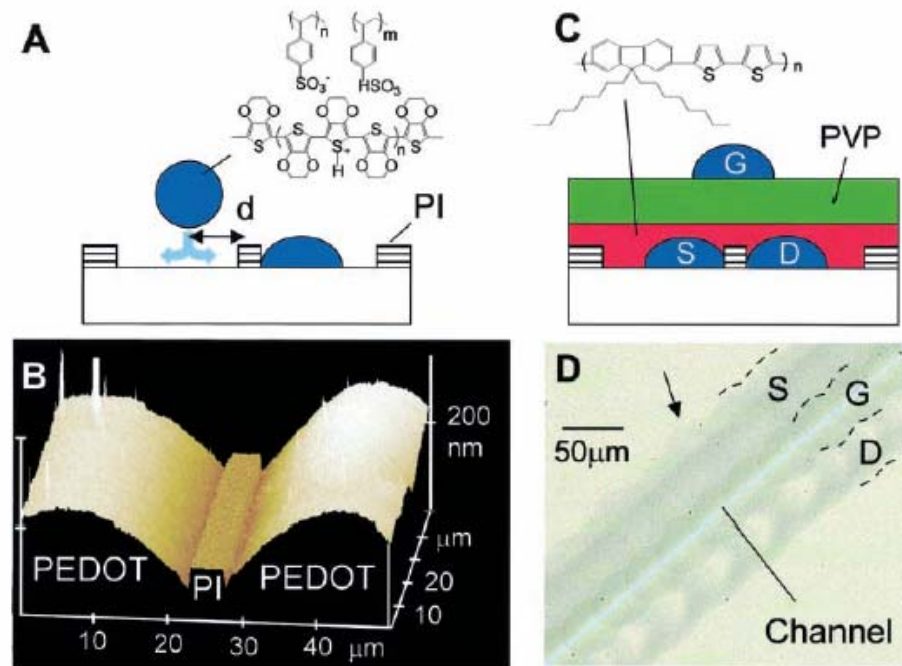 A
n
m
SO3-
HSO3
O O O O
S S S
S+ S
H
n
O O O O O O
d
PI
B
200
nm
PEDOT PI PEDOT
μm
20
10
10 20 30 40 μm
C
S S n
PVP
G
S D
D
S
G
D
50μm
Channel